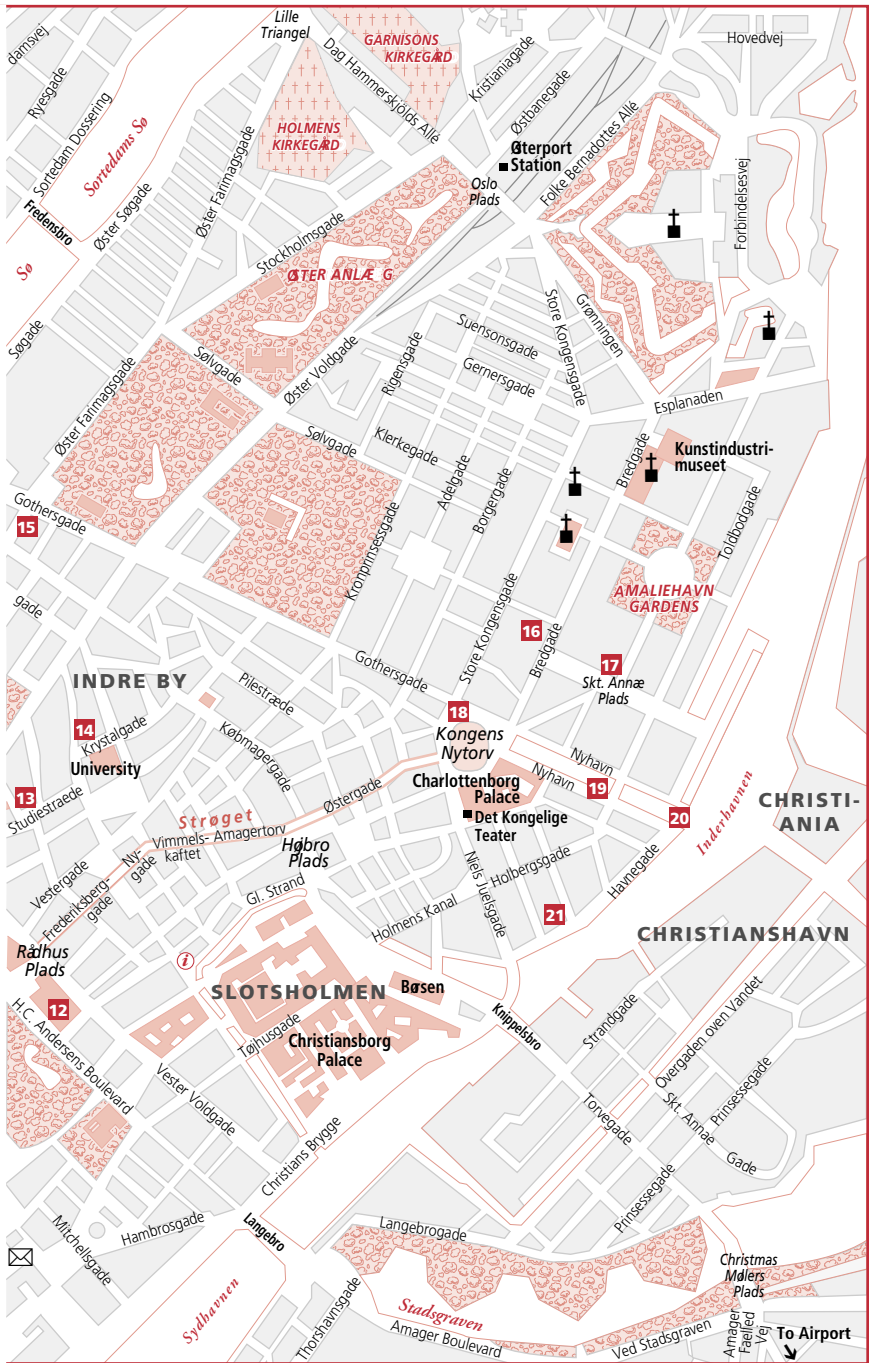 Lille
Triangel
GARNISONS
KIRKEGÅRD
Hovedvej
damsvej
Ryesgade
Dag Hammerskjölds Allé
Kristianiagade
Østbanegade
Sortedam Dossering
Sortedams Sø
HOLMENS
KIRKEGÅRD
Østerport
Station
Folke Bernadottes Allé
Oslo
Plads
Fredensbro
Øster Søgade
Øster Farimagsgade
Forbindelsesvej
Stockholmsgade
Sø
ØSTER ANLÆG
Søgade
Store Kongensgade
Grønningen
Suensonsgade
Gernersgade
Rigensgade
Sølvgade
Øster Voldgade
Øster Farimagsgade
Esplanaden
Sølvgade
Klerkegade
Adelgade
Borgergade
Bredgade
Kunstindustri-
museet
Gothersgade
15
Toldbodgade
Kronprinsessgade
AMALIEHAVN
GARDENS
gade
Store Kongensgade
16
Bredgade
17
Skt. Annæ
Plads
Gothersgade
INDRE BY
Pilestræde
18
Kongens
Nytorv
14
Krystalgade
Købmagergade
University
Nyhavn
Nyhavn
Østergade
Charlottenborg
Palace
19
13
Studiestraede
Strøget
Det Kongelige
Teater
20
Inderhavnen
CHRISTI-
ANIA
Vimmels-
kaftet
Amagertorv
Ny-
gade
Højbro
Plads
Vestergade
Frederiksberg-
gade
Niels Juelsgade
Holbergsgade
Havnegade
Gl. Strand
Holmens Kanal
21
CHRISTIANSHAVN
Rådhus
Plads
i
SLOTSHOLMEN
Børsen
12
Knippelsbro
Strandgade
Overgaden oven Vandet
H.C. Andersens Boulevard
Tøjhusgade
Christiansborg
Palace
Vester Voldgade
Torvegade
Skt. Annae
Gade
Prinsessegade
Christians Brygge
Prinsessegade
Mitchellsgade
Hambrosgade
Langebro
Langebrogade
Christmas
Møllers
Plads
Sydhavnen
Thorshavnsgade
Stadsgraven
Amager Boulevard
Ved Stadsgraven
Amager
Faelled
Vej
To Airport